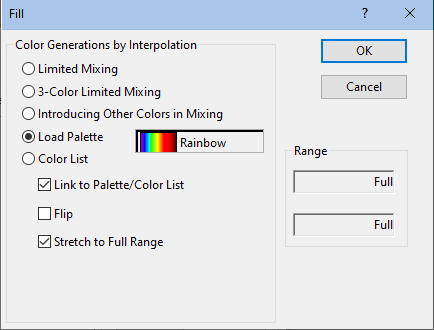 Fill
?
Color Generations by Interpolation
Limited Mixing
3-Color Limited Mixing
Introducing Other Colors in Mixing
Load Palette
Rainbow
Color List
Link to Palette/Color List
Flip
Stretch to Full Range
OK
Cancel
Range
Full
Full